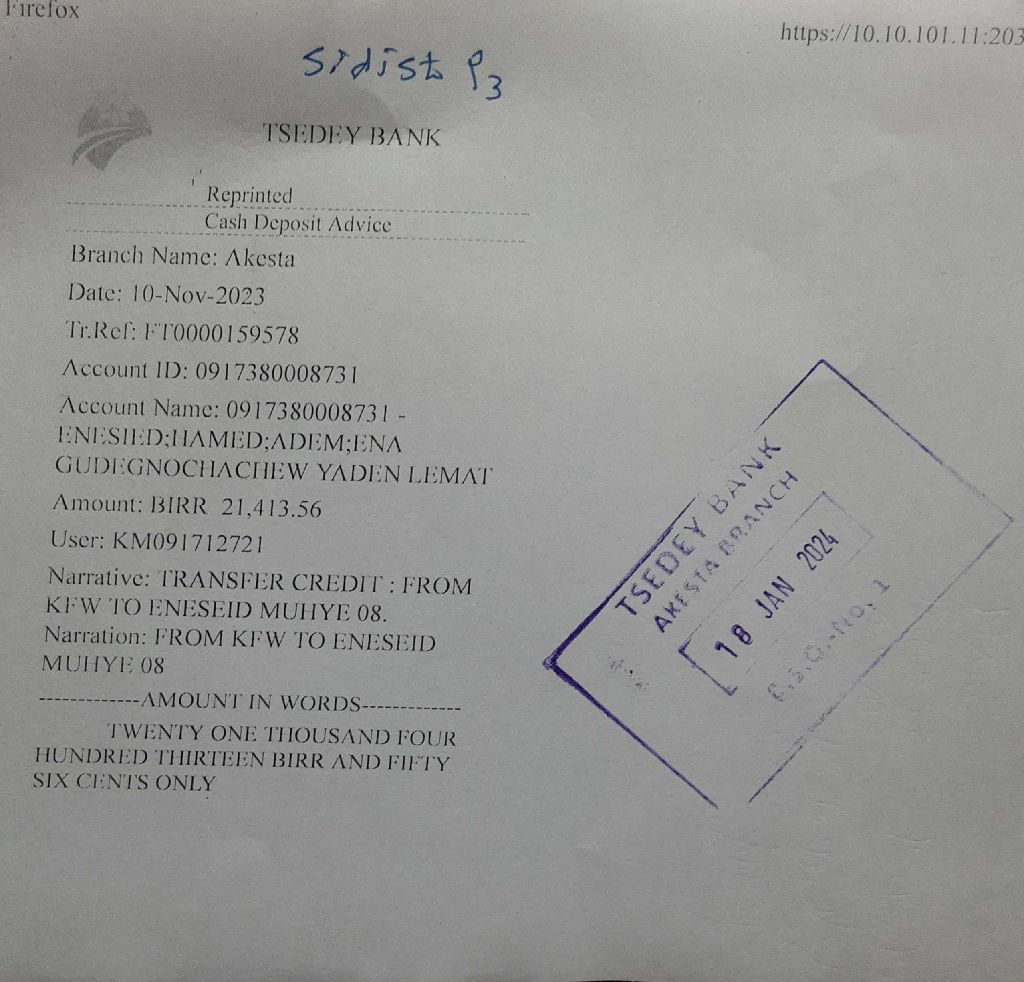 Firefox
https://10.10.101.11:203
Sidist P3
TSEDEY BANK
Reprinted
Cash Deposit Advice
Branch Name: Akesta
Date: 10-Nov-2023
Tr.Ref: FT0000159578
Account ID: 0917380008731
Account Name: 0917380008731 -
ENESIED;HAMED;ADEM;ENA
GUDEGNOCHACHEW YADEN LEMAT
Amount: BIRR 21,413.56
User: KM091712721
Narrative: TRANSFER CREDIT : FROM
KFW TO ENESEID MUHYE 08.
Narration: FROM KFW TO ENESEID
MUHYE 08
-------------AMOUNT IN WORDS-------------
TWENTY ONE THOUSAND FOUR
HUNDRED THIRTEEN BIRR AND FIFTY
SIX CENTS ONLY
TSEDEY BANK
AKESTA BRANCH
18 JAN 2024
C.S.O.-No. 1